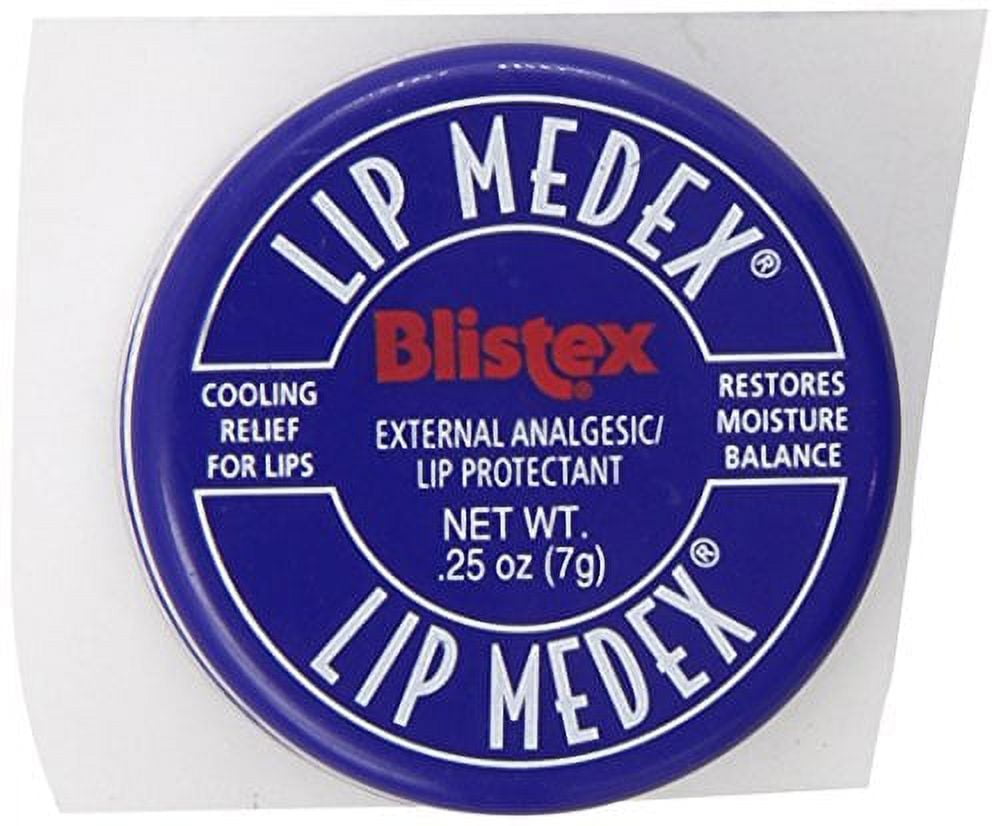 LIP MEDEX®
Blistex®
COOLING
RELIEF
FOR LIPS
EXTERNAL ANALGESIC/
LIP PROTECTANT
RESTORES
MOISTURE
BALANCE
NET WT.
.25 oz (7g)
LIP MEDEX®